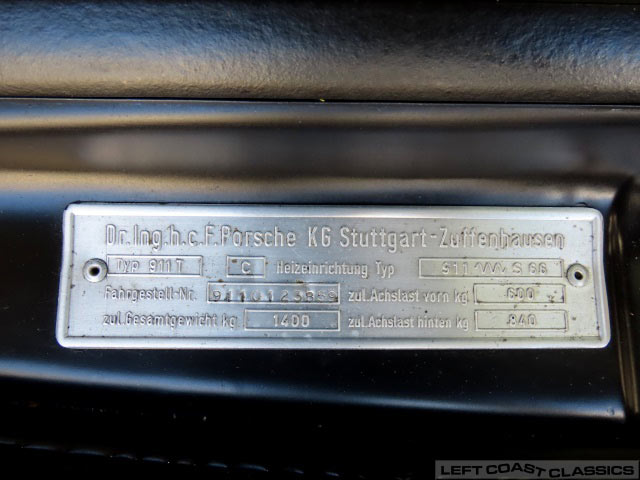 Dr.Ing.h.c.F.Porsche KG Stuttgart-Zuffenhausen
Typ 911 T C Heizeinrichtung Typ S 66
Fahrgestell-Nr. zul.Achslast vorn kg 600
zul.Gesamtgewicht kg 1400 zul.Achslast hinten kg 840
LEFT COAST CLASSICS